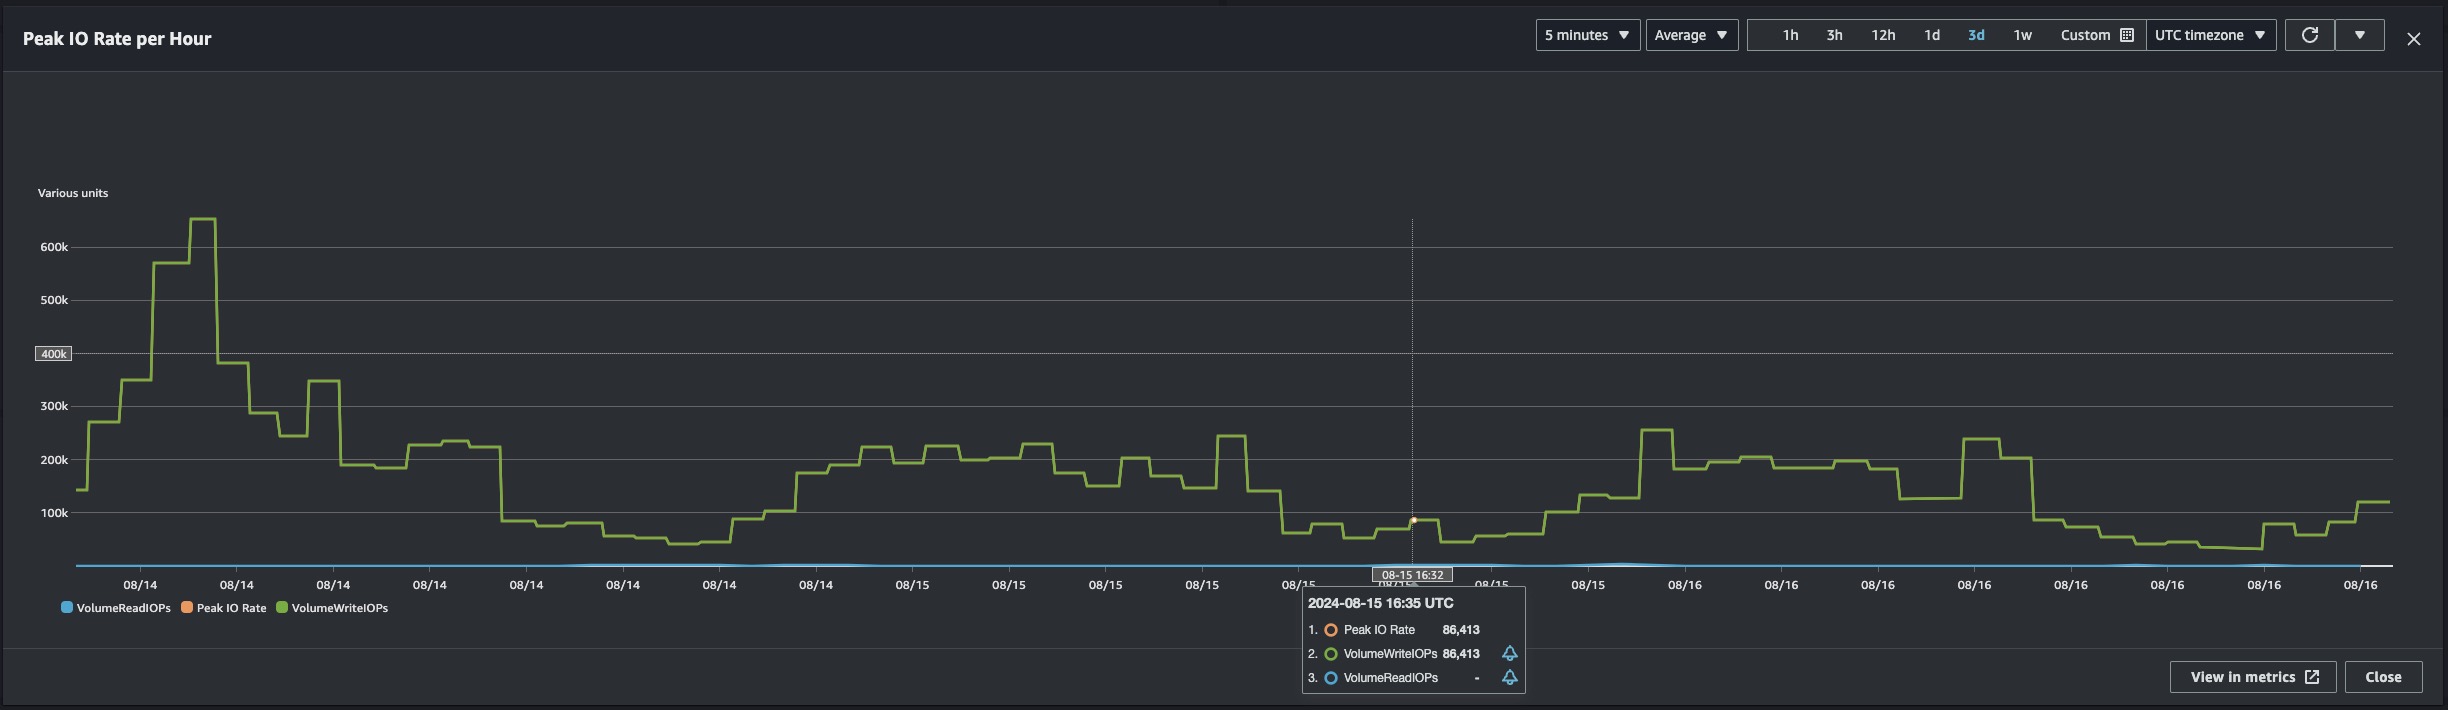 Peak IO Rate per Hour
5 minutes Average 1h 3h 12h 1d 3d 1w Custom UTC timezone
Various units
600k
500k
400k
300k
200k
100k
08-15 16:32
08/14 08/14 08/14 08/14 08/14 08/14 08/14 08/14 08/15 08/15 08/15 08/15 08/15 08/15 08/15 08/15 08/16 08/16 08/16 08/16 08/16 08/16 08/16 08/16
VolumeReadIOPs Peak IO Rate VolumeWriteIOPs
2024-08-15 16:35 UTC
1. Peak IO Rate 86,413
2. VolumeWriteIOPs 86,413
3. VolumeReadIOPs -
View in metrics Close